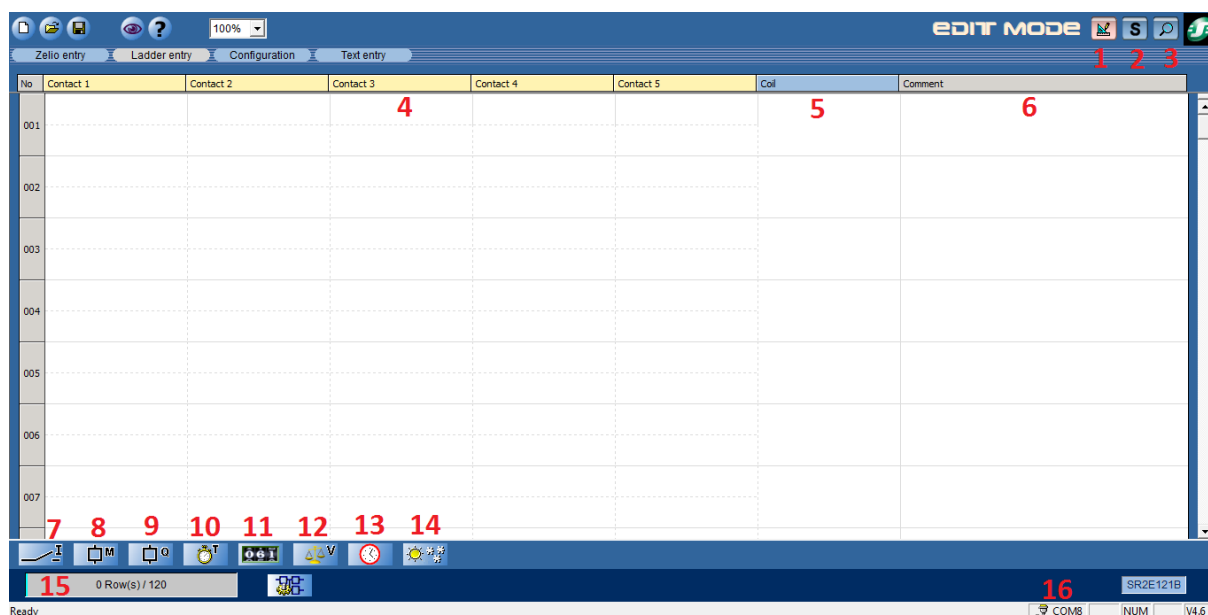 100%
EDIT MODE
S
1 2 3
Zelio entry Ladder entry Configuration Text entry
No Contact 1 Contact 2 Contact 3 Contact 4 Contact 5 Coil Comment
4 5 6
001
002
003
004
005
006
007
7 8 9 10 11 12 13 14
I M Q T 061 V
15 0 Row(s) / 120 16 SR2E121B
Ready COM8 NUM V4.6